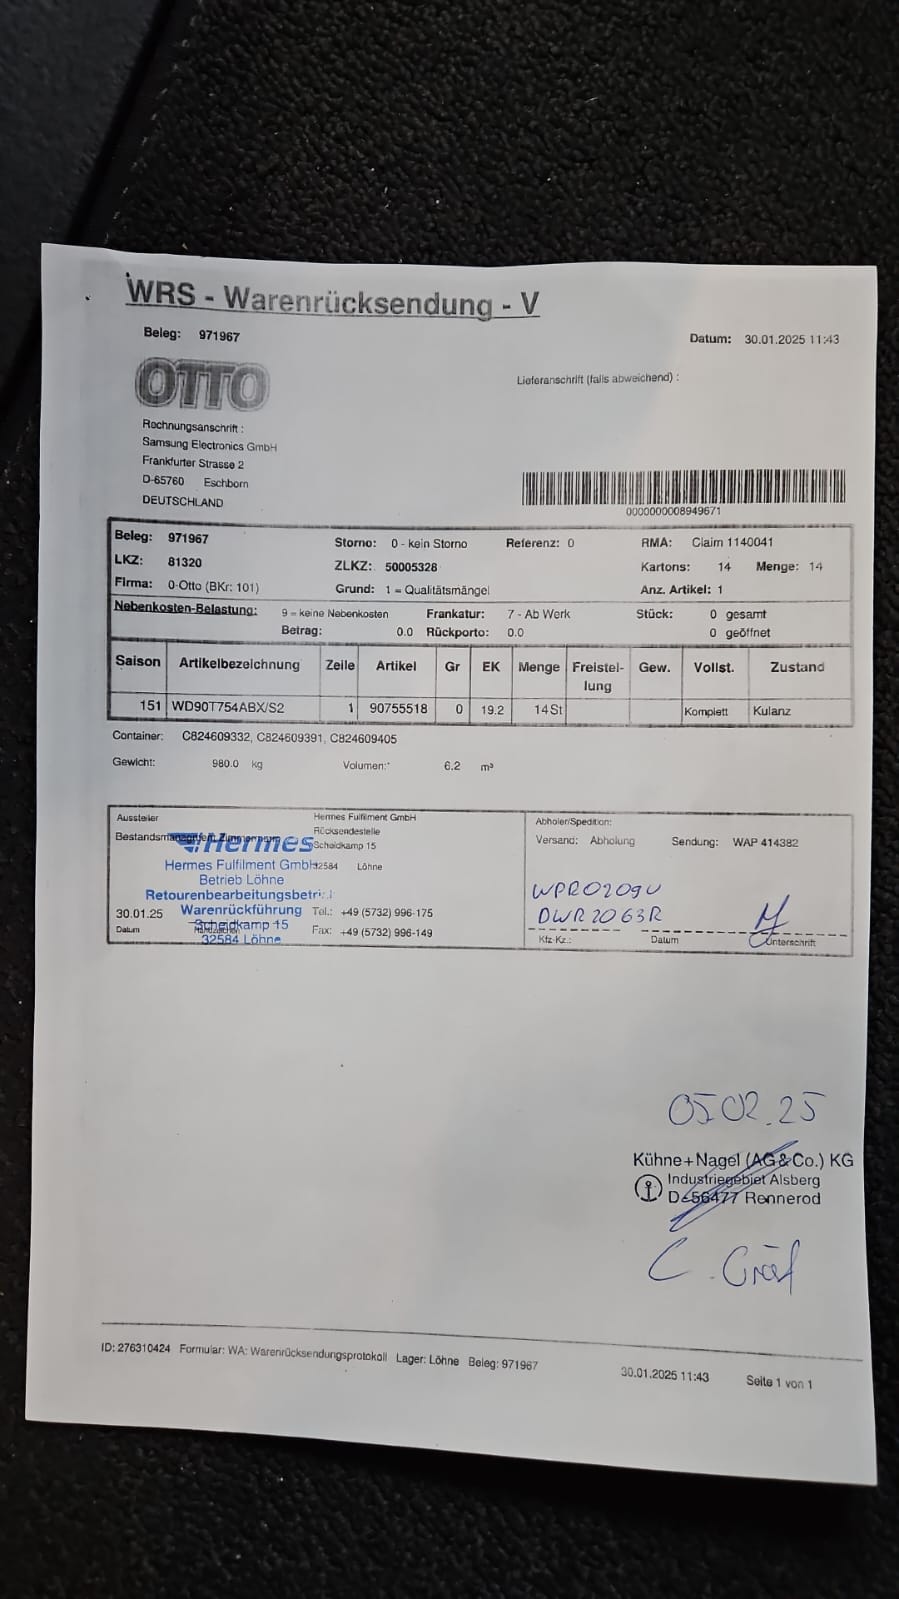 WRS - Warenrücksendung - V
Beleg: 971967
Datum: 30.01.2025 11:43
OTTO
Lieferanschrift (falls abweichend) :
Rechnungsanschrift :
Samsung Electronics GmbH
Frankfurter Strasse 2
D-65760 Eschborn
DEUTSCHLAND
0000000008949671
Beleg: 971967 Storno: 0 - kein Storno Referenz: 0 RMA: Claim 1140041
LKZ: 81320 ZLKZ: 50005328 Kartons: 14 Menge: 14
Firma: 0-Otto (BKr: 101) Grund: 1 = Qualitätsmängel Anz. Artikel: 1
Nebenkosten-Belastung: 9 = keine Nebenkosten Frankatur: 7 - Ab Werk Stück: 0 gesamt
Betrag: 0.0 Rückporto: 0.0 0 geöffnet
Saison Artikelbezeichnung Zeile Artikel Gr EK Menge Freistel-lung Gew. Vollst. Zustand
151 WD90T754ABX/S2 1 90755518 0 19.2 14 St Komplett Kulanz
Container: C824609332, C824609391, C824609405
Gewicht: 980.0 kg Volumen: 6.2 m³
Aussteller
Hermes Fulfilment GmbH
Rücksendestelle
Scheidkamp 15
32584 Löhne
Hermes
Hermes Fulfilment GmbH
Betrieb Löhne
Retourenbearbeitungsbetrieb
Warenrückführung
Scheidkamp 15
32584 Löhne
30.01.25
Datum
Tel.: +49 (5732) 996-175
Fax: +49 (5732) 996-149
Abholer/Spedition:
Versand: Abholung Sendung: WAP 414382
WPR0209U
DWR2063R
Kfz-Kz.: Datum Unterschrift
05.02.25
Kühne+Nagel (AG & Co.) KG
Industriegebiet Alsberg
D-56477 Rennerod
C. Gräf
ID: 276310424 Formular: WA: Warenrücksendungsprotokoll Lager: Löhne Beleg: 971967
30.01.2025 11:43 Seite 1 von 1